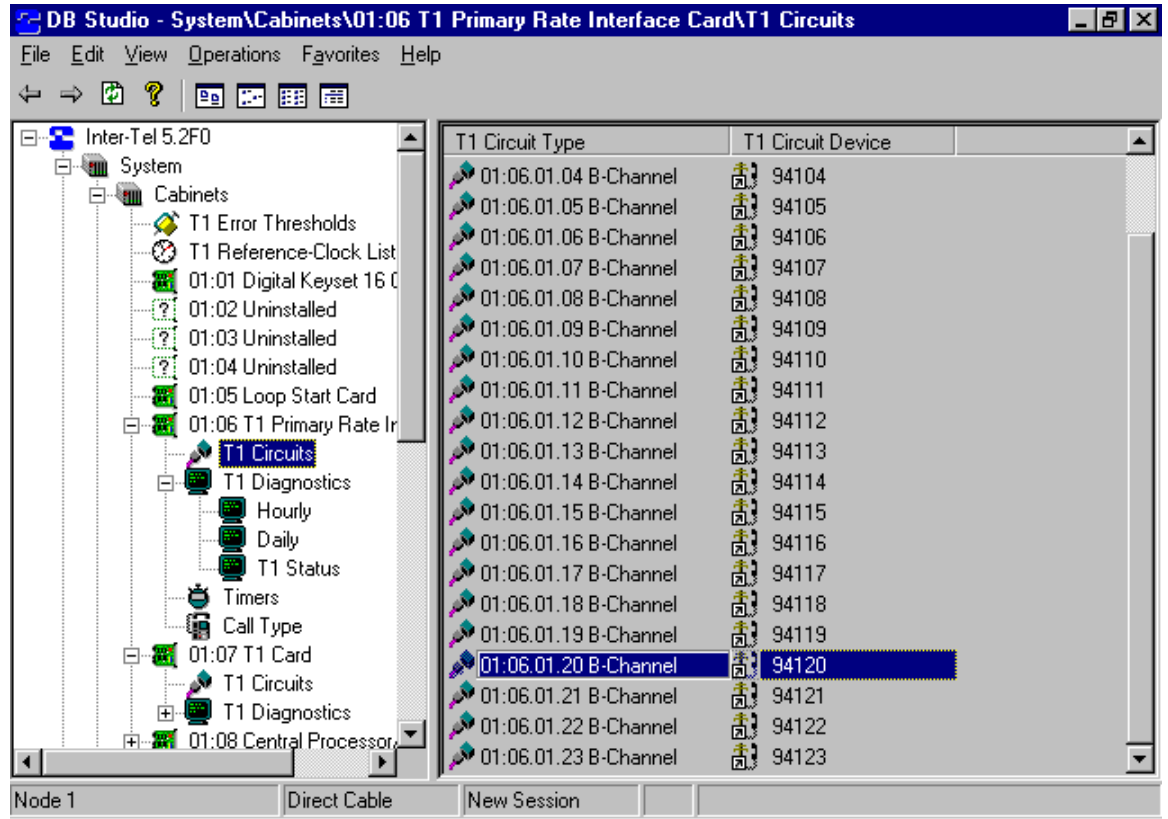 DB Studio - System\Cabinets\01:06 T1 Primary Rate Interface Card\T1 Circuits
File Edit View Operations Favorites Help
Inter-Tel 5.2F0
System
Cabinets
T1 Error Thresholds
T1 Reference-Clock List
01:01 Digital Keyset 16
01:02 Uninstalled
01:03 Uninstalled
01:04 Uninstalled
01:05 Loop Start Card
01:06 T1 Primary Rate
T1 Circuits
T1 Diagnostics
Hourly
Daily
T1 Status
Timers
Call Type
01:07 T1 Card
T1 Circuits
T1 Diagnostics
01:08 Central Processor
T1 Circuit Type T1 Circuit Device
01:06.01.04 B-Channel 94104
01:06.01.05 B-Channel 94105
01:06.01.06 B-Channel 94106
01:06.01.07 B-Channel 94107
01:06.01.08 B-Channel 94108
01:06.01.09 B-Channel 94109
01:06.01.10 B-Channel 94110
01:06.01.11 B-Channel 94111
01:06.01.12 B-Channel 94112
01:06.01.13 B-Channel 94113
01:06.01.14 B-Channel 94114
01:06.01.15 B-Channel 94115
01:06.01.16 B-Channel 94116
01:06.01.17 B-Channel 94117
01:06.01.18 B-Channel 94118
01:06.01.19 B-Channel 94119
01:06.01.20 B-Channel 94120
01:06.01.21 B-Channel 94121
01:06.01.22 B-Channel 94122
01:06.01.23 B-Channel 94123
Node 1 Direct Cable New Session